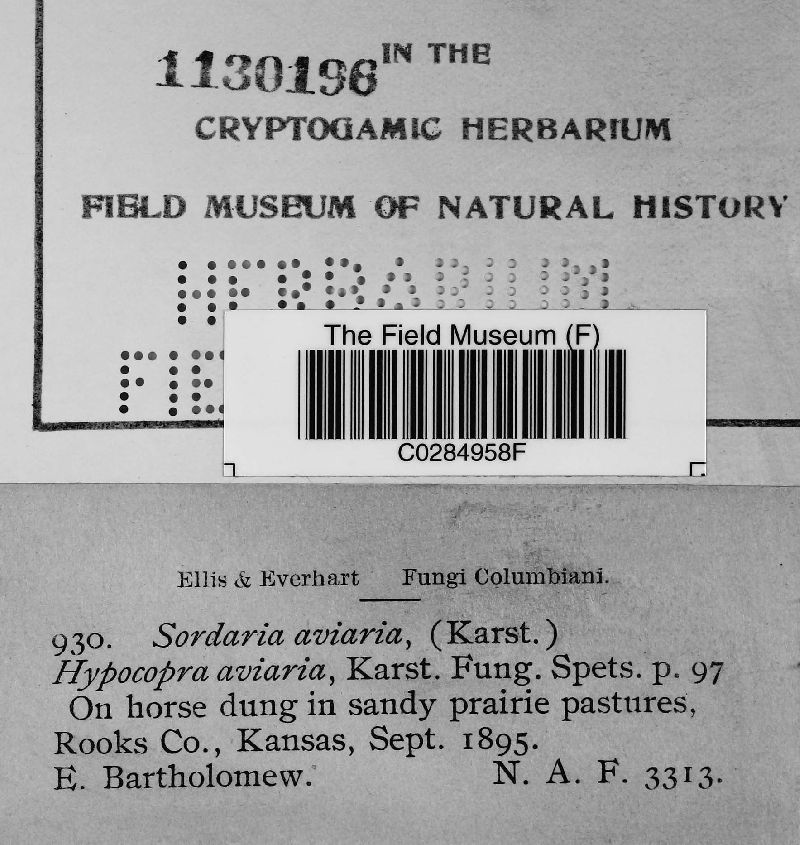 1130196 IN THE
CRYPTOGAMIC HERBARIUM
FIELD MUSEUM OF NATURAL HISTORY
HERBARIUM
FIE
The Field Museum (F)
C0284958F
Ellis & Everhart Fungi Columbiani.
930. Sordaria aviaria, (Karst.)
Hypocopra aviaria, Karst. Fung. Spets. p. 97
On horse dung in sandy prairie pastures,
Rooks Co., Kansas, Sept. 1895.
E. Bartholomew. N. A. F. 3313.